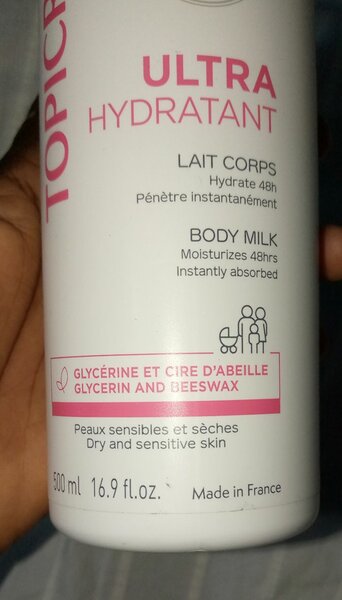 TOPICR
ULTRA
HYDRATANT
LAIT CORPS
Hydrate 48h
Pénètre instantanément
BODY MILK
Moisturizes 48hrs
Instantly absorbed
GLYCÉRINE ET CIRE D'ABEILLE
GLYCERIN AND BEESWAX
Peaux sensibles et sèches
Dry and sensitive skin
500 ml 16.9 fl.oz. Made in France